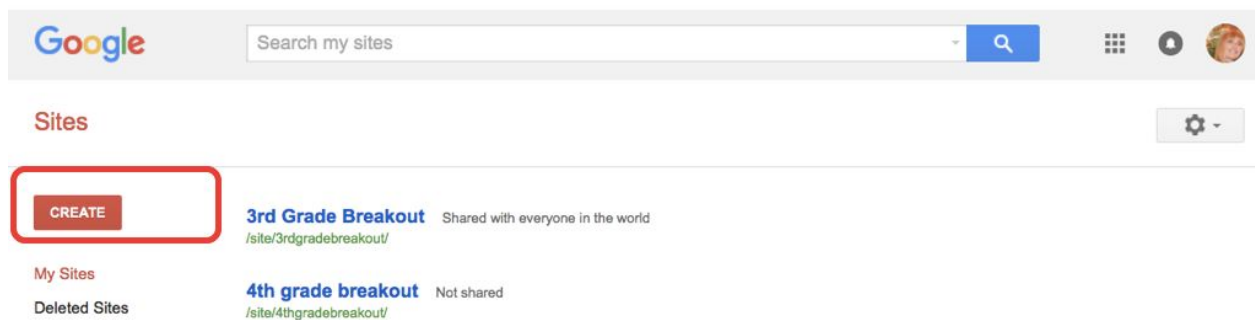 Google
Search my sites
Sites
CREATE
3rd Grade Breakout Shared with everyone in the world
/site/3rdgradebreakout/
My Sites
4th grade breakout Not shared
Deleted Sites
/site/4thgradebreakout/